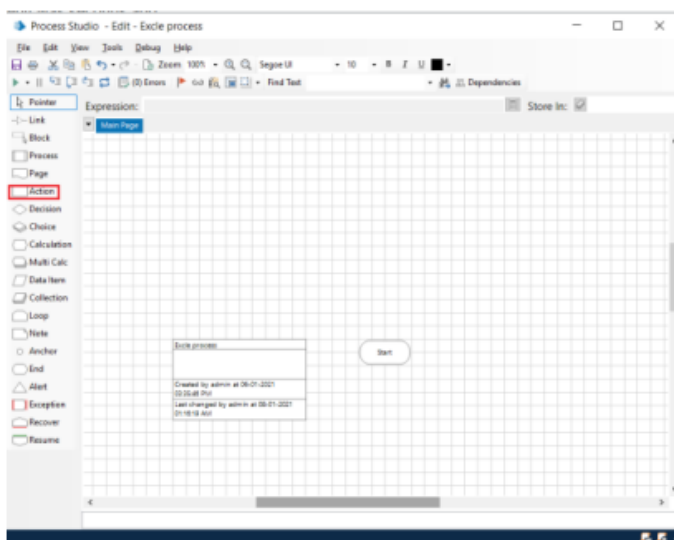 Process Studio - Edit - Excle process
File Edit View Tools Debug Help
Zoom 100% Segoe UI 10 B I U
(0) Errors Find Text Dependencies
Pointer
Expression: Store In:
Link
Main Page
Block
Process
Page
Action
Decision
Choice
Calculation
Multi Calc
Data Item
Collection
Loop
Note
Anchor
End
Alert
Exception
Recover
Resume
Excle process
Start
Created by admin at 06-01-2021
Last changed by admin at 08-01-2021